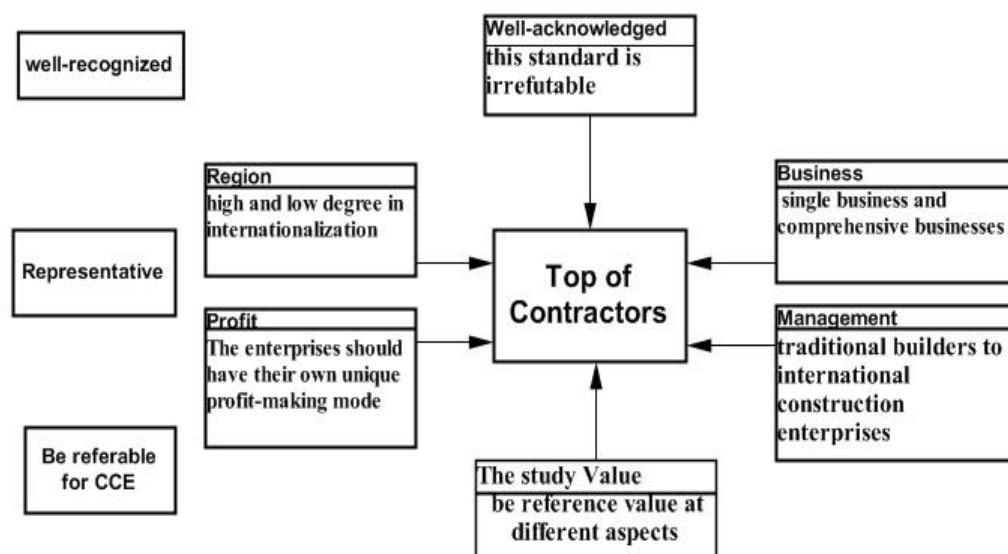 well-recognized
Representative
Be referable
for CCE
Well-acknowledged
this standard is
irrefutable
Region
high and low degree in
internationalization
Profit
The enterprises should
have their own unique
profit-making mode
Top of
Contractors
Business
single business and
comprehensive businesses
Management
traditional builders to
international
construction
enterprises
The study Value
be reference value at
different aspects